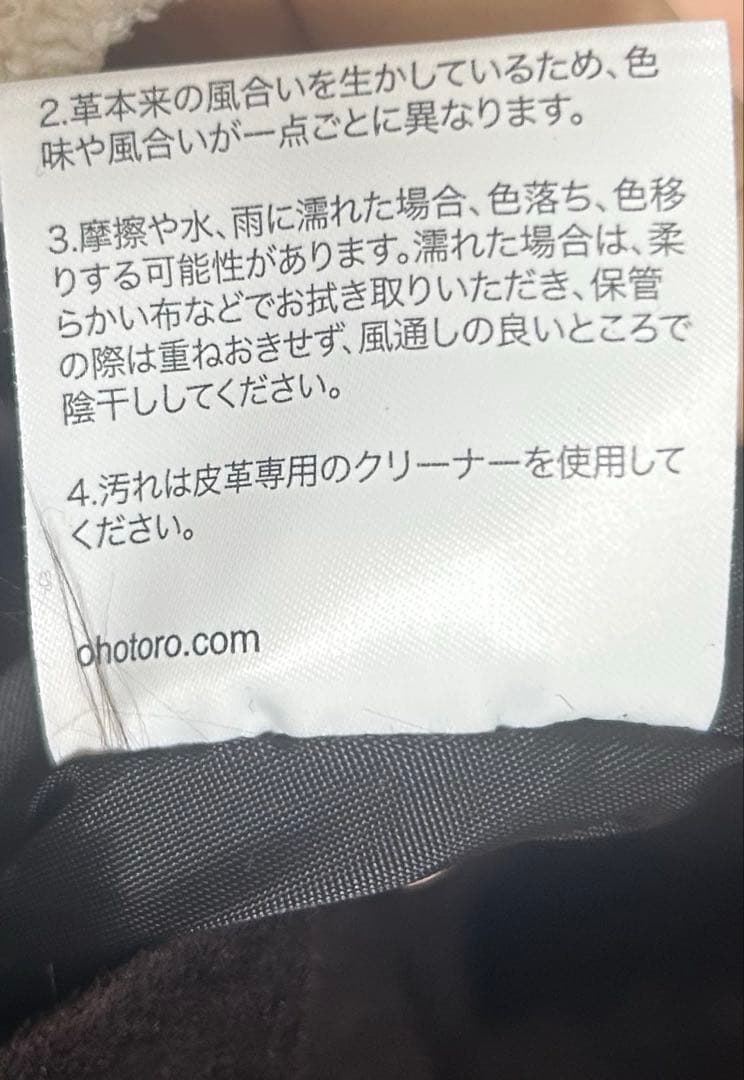 2.革本来の風合いを生かしているため、色
味や風合いが一点ごとに異なります。
3.摩擦や水、雨に濡れた場合、色落ち、色移
りする可能性があります。濡れた場合は、柔
らかい布などでお拭き取りいただき、保管
の際は重ねおきせず、風通しの良いところで
陰干ししてください。
4.汚れは皮革専用のクリーナーを使用して
ください。
ohotoro.com